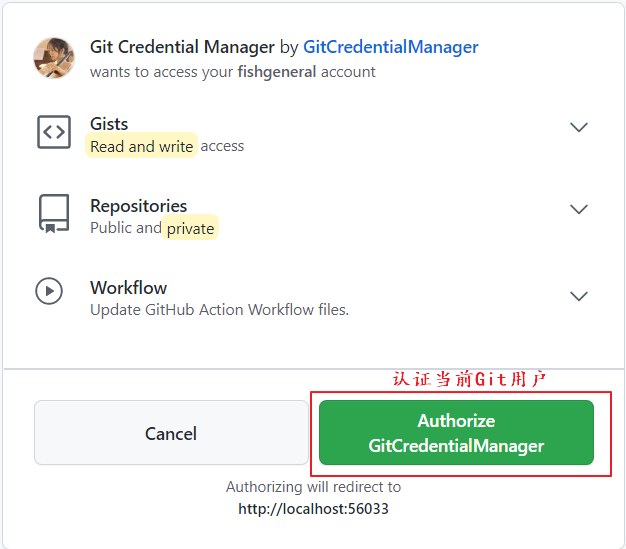 Git Credential Manager by GitCredentialManager
wants to access your fishgeneral account
Gists
Read and write access
Repositories
Public and private
Workflow
Update GitHub Action Workflow files.
认证当前Git用户
Cancel
Authorize
GitCredentialManager
Authorizing will redirect to
http://localhost:56033